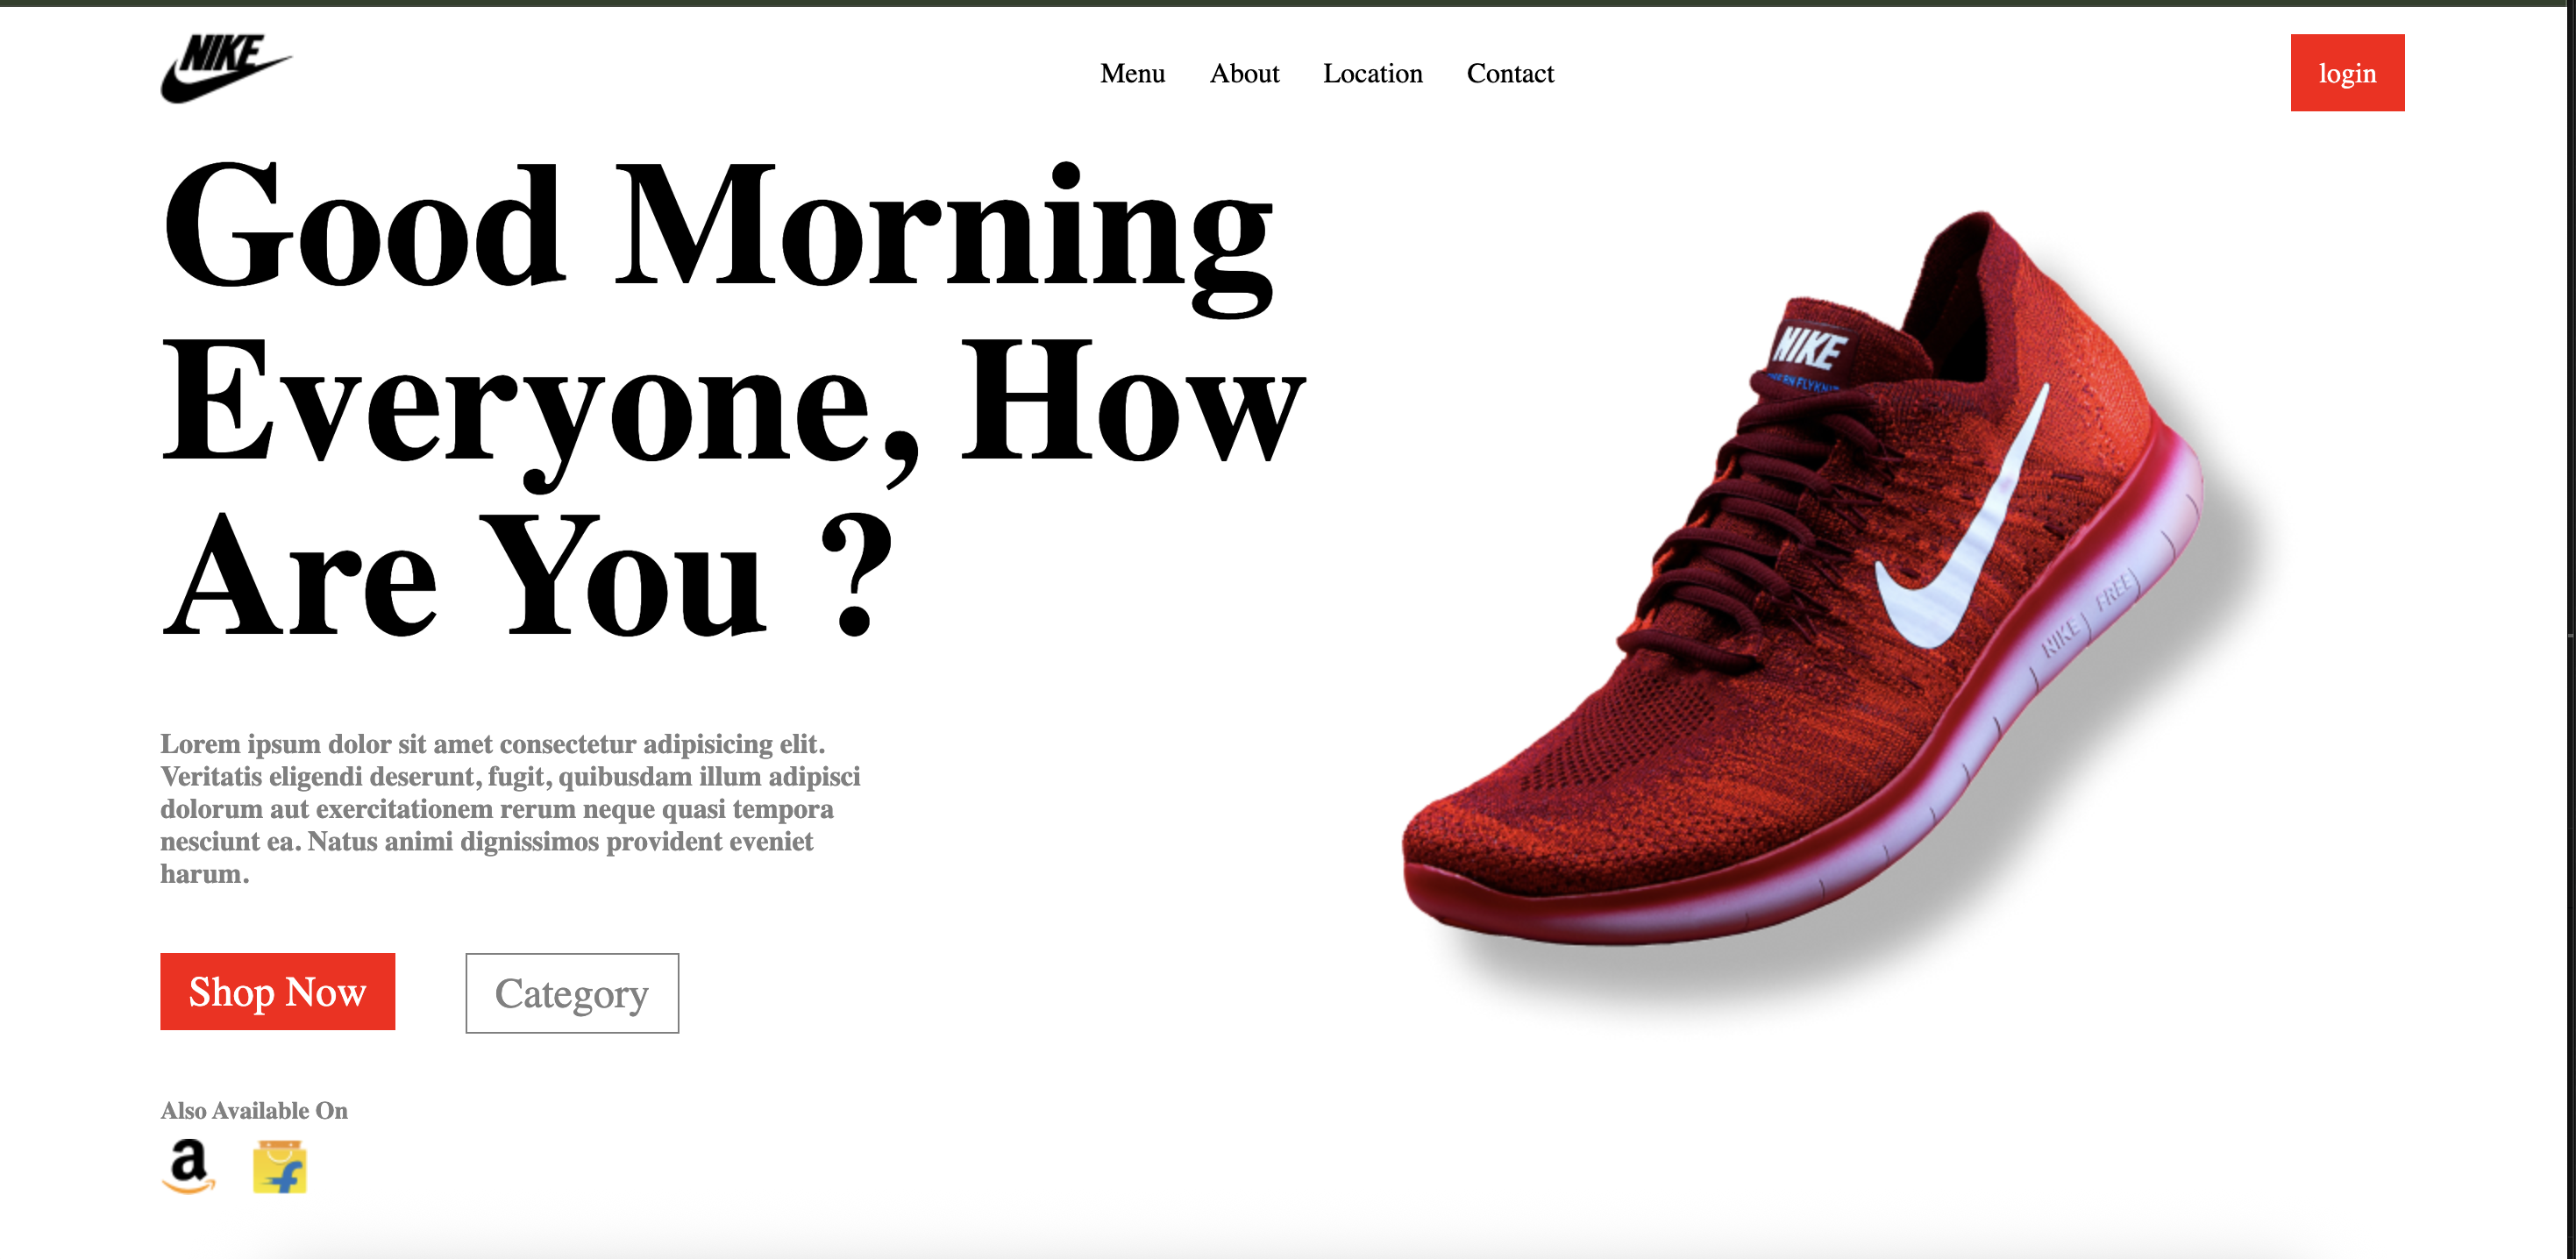 NIKE
Menu About Location Contact
login
Good Morning
Everyone, How
Are You ?
NIKE
Lorem ipsum dolor sit amet consectetur adipisicing elit.
Veritatis eligendi deserunt, fugit, quibusdam illum adipisci
dolorum aut exercitationem rerum neque quasi tempora
nesciunt ea. Natus animi dignissimos provident eveniet
harum.
NIKE FREE
Shop Now Category
Also Available On
a f